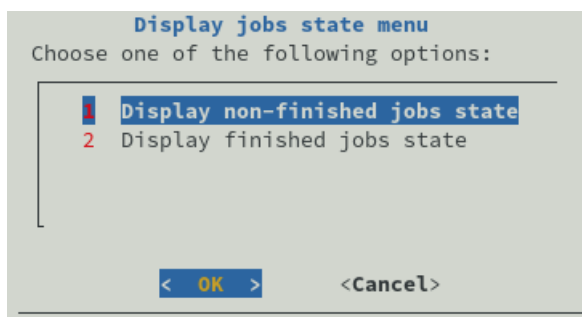 Display jobs state menu
Choose one of the following options:
1 Display non-finished jobs state
2 Display finished jobs state
< OK > <Cancel>